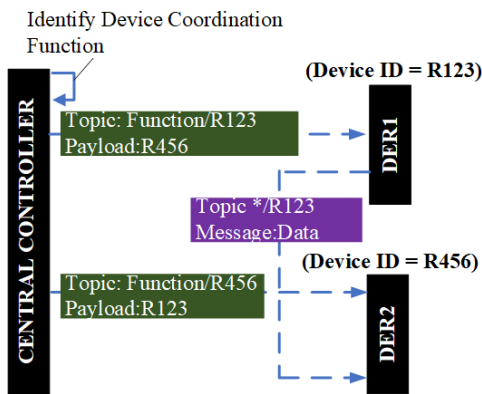 Identify Device Coordination
Function
(Device ID = R123)
CENTRAL CONTROLLER
Topic: Function/R123
Payload:R456
DER1
Topic */R123
Message:Data
(Device ID = R456)
Topic: Function/R456
Payload:R123
DER2